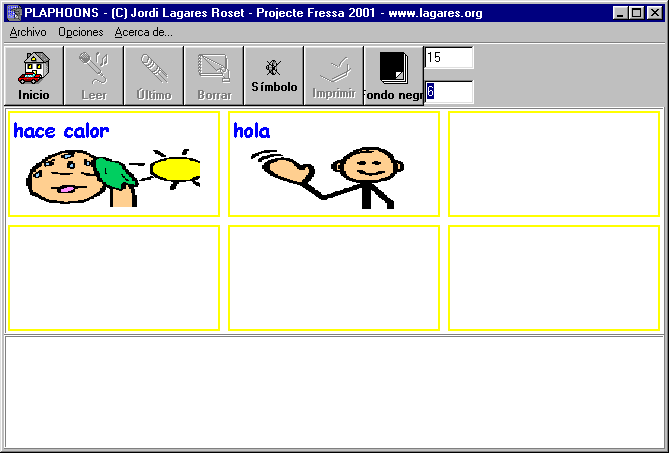 PLAPHOONS - (C) Jordi Lagares Roset - Projecte Fressa 2001 - www.lagares.org
Archivo Opciones Acerca de...
Inicio Leer Último Borrar Símbolo Imprimir Fondo negr
15
6
hace calor hola